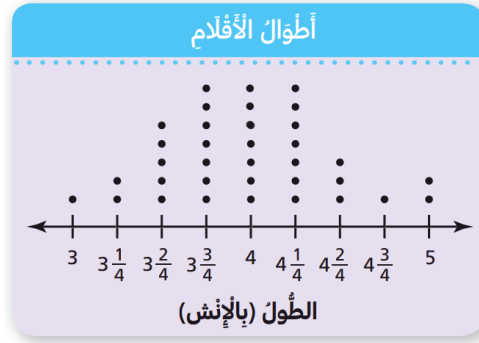 أَطْوَالُ الْأَقْلَامِ
3 3 1/4 3 2/4 3 3/4 4 4 1/4 4 2/4 4 3/4 5
الطُّولُ (بِالْإِنْش)